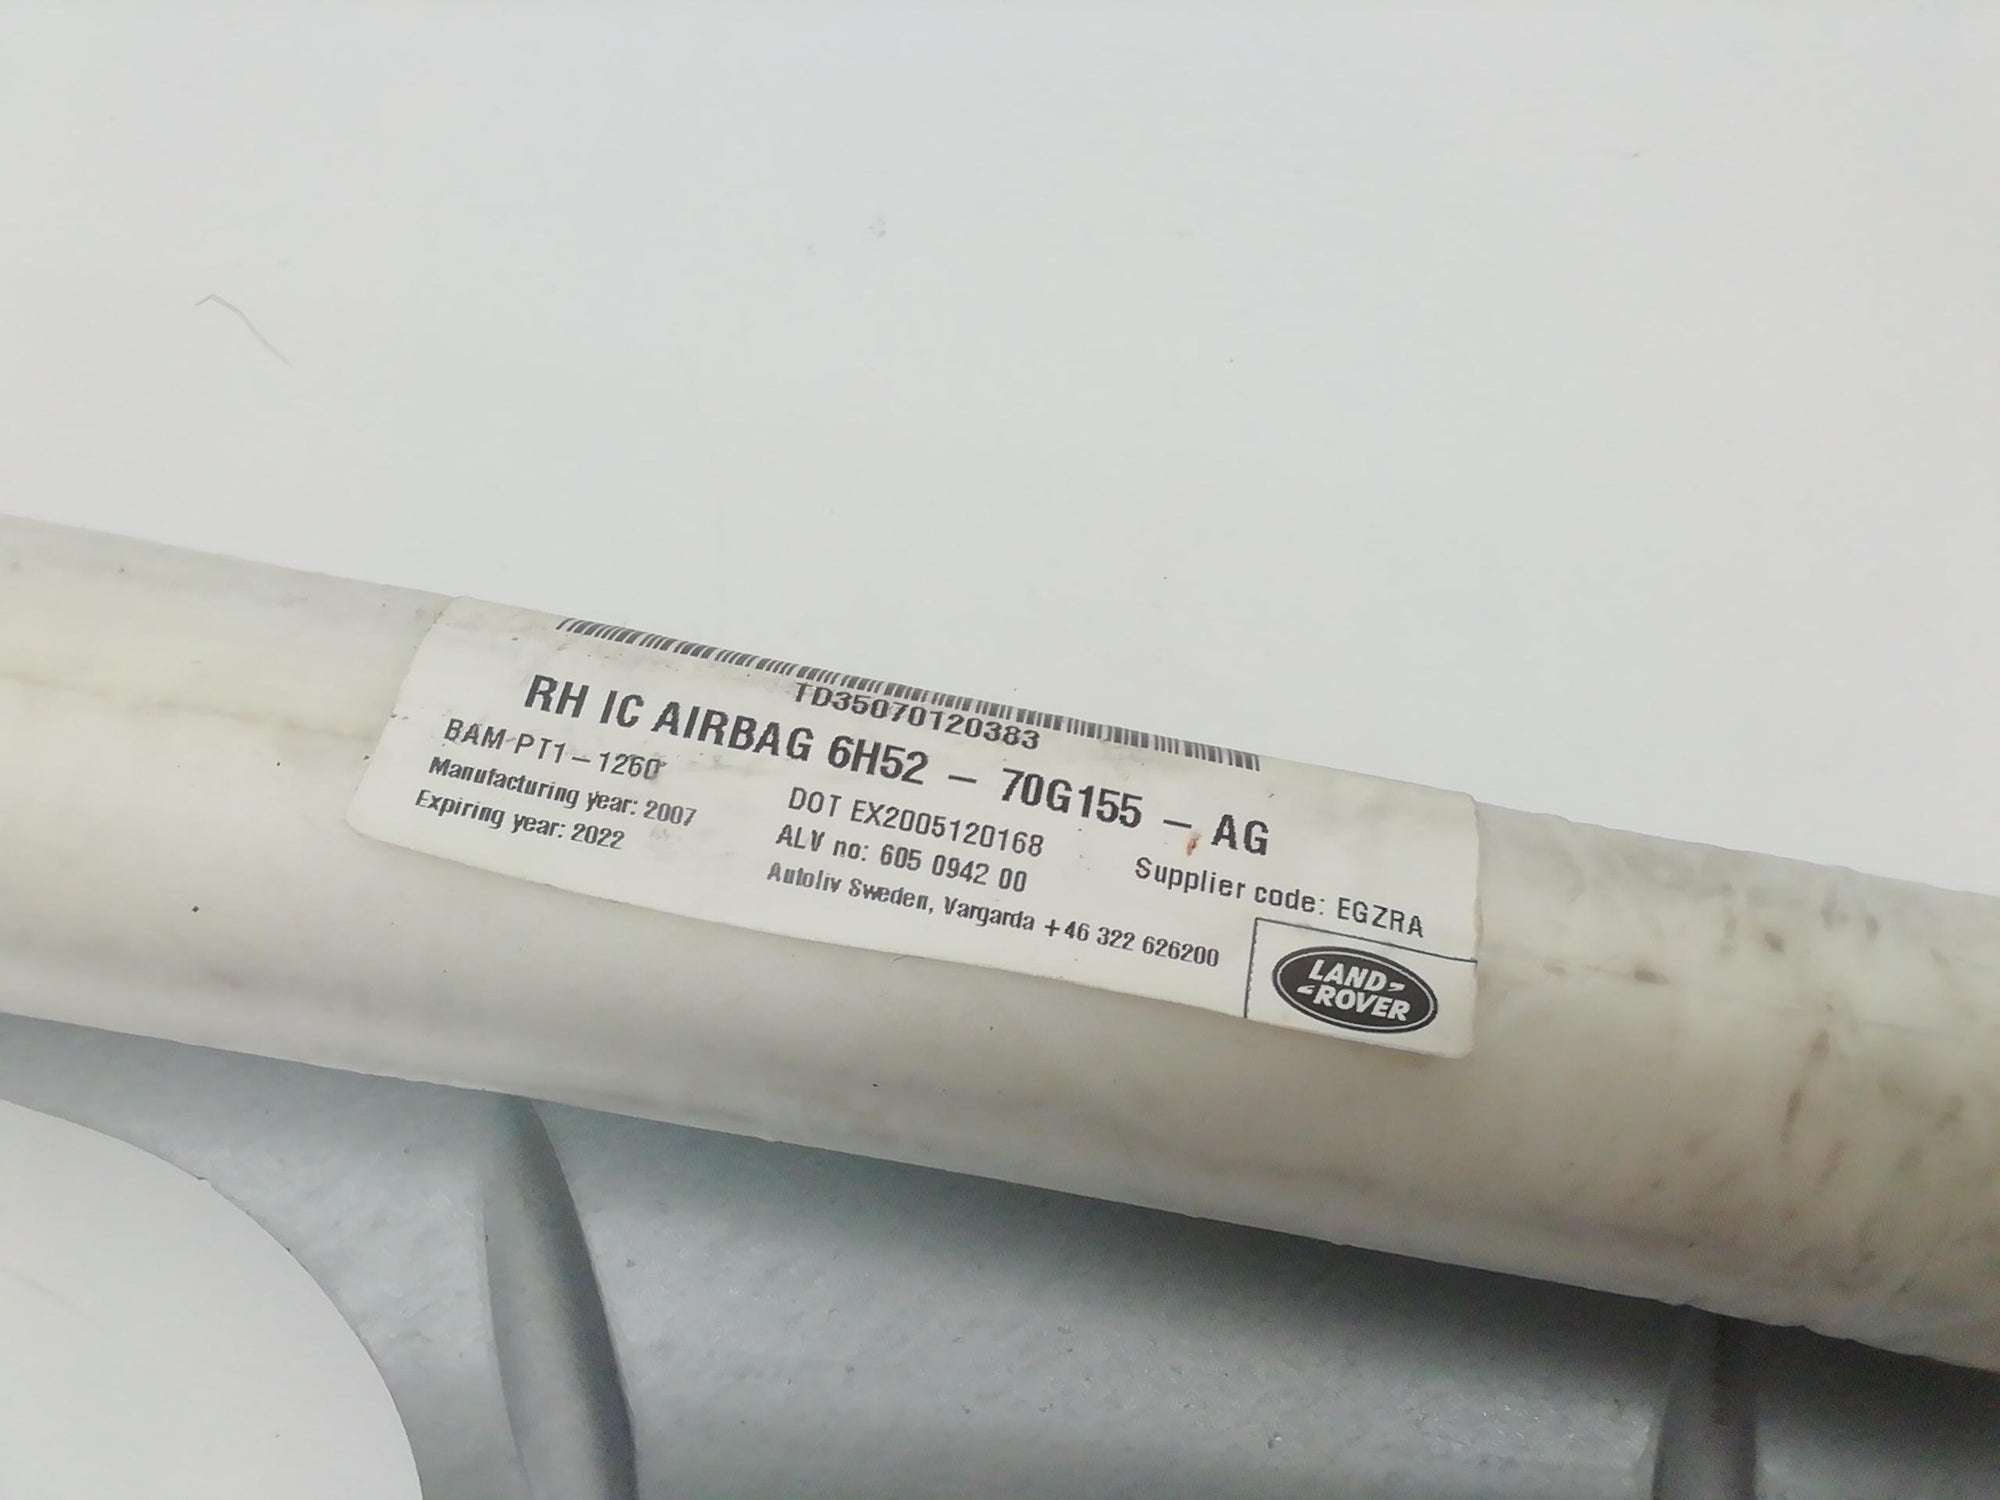 TD35070120383
RH IC AIRBAG 6H52 – 70G155 – AG
BAM-PT1–1260
DOT EX2005120168
Supplier code: EGZRA
Manufacturing year: 2007
ALV no: 605 0942 00
Expiring year: 2022
Autoliv Sweden, Vargarda +46 322 626200
LAND
ROVER